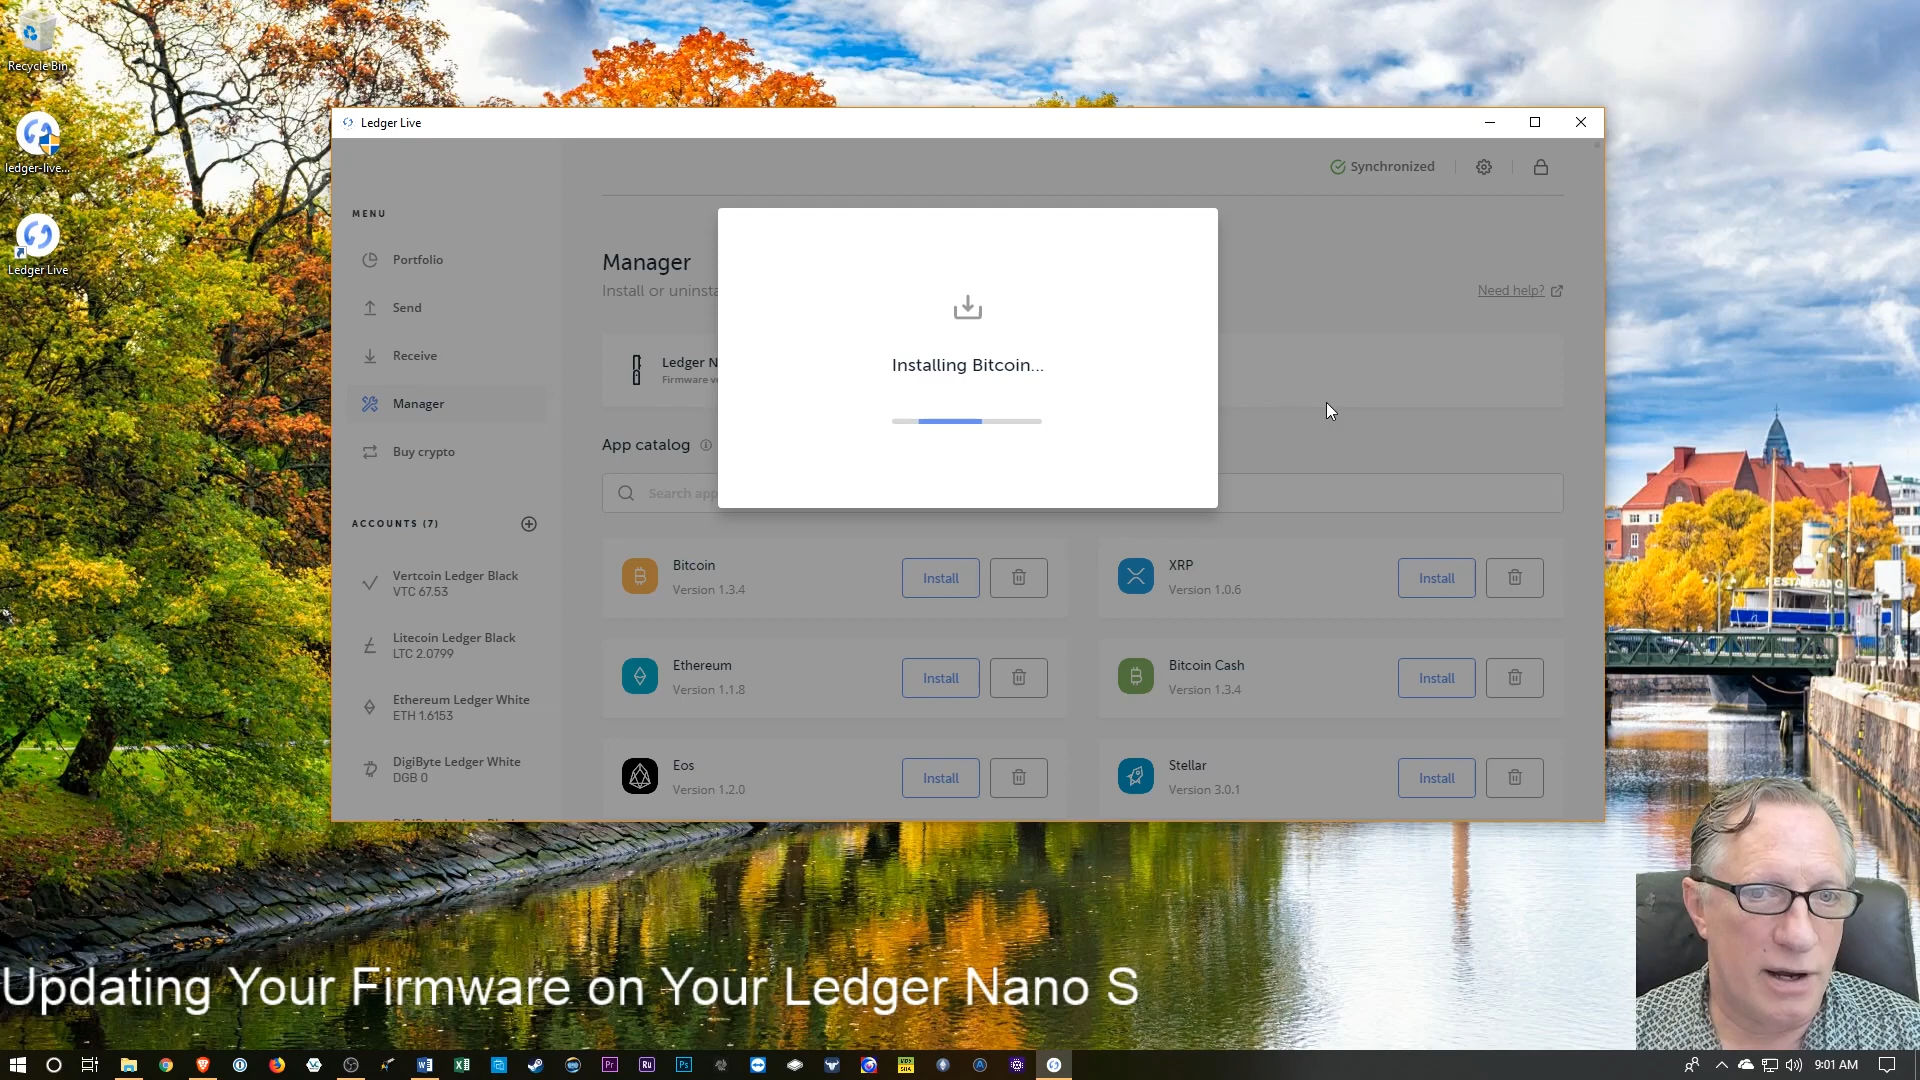 Recycle Bin
ledger-live...
Ledger Live
Ledger Live
Synchronized
MENU
Portfolio
Send
Receive
Manager
Buy crypto
ACCOUNTS (7)
Vertcoin Ledger Black
VTC 67.53
Litecoin Ledger Black
LTC 2.0799
Ethereum Ledger White
ETH 1.6153
DigiByte Ledger White
DGB 0
Manager
Install or uninsta
Need help?
Ledger N
Firmware ve
Installing Bitcoin...
App catalog
Search app
Bitcoin
Version 1.3.4
Install
XRP
Version 1.0.6
Install
Ethereum
Version 1.1.8
Install
Bitcoin Cash
Version 1.3.4
Install
Eos
Version 1.2.0
Install
Stellar
Version 3.0.1
Install
RESTAURANG
Updating Your Firmware on Your Ledger Nano S
9:01 AM